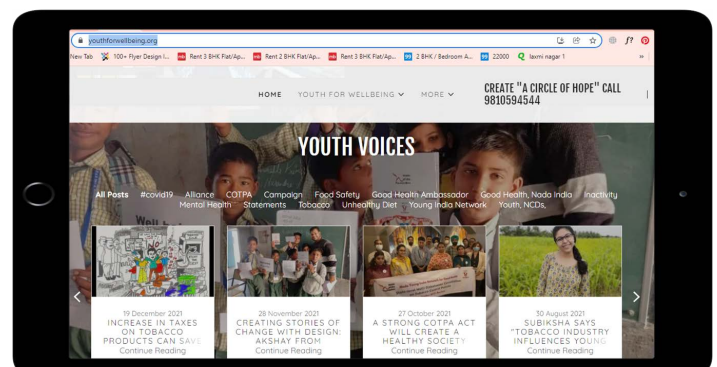 youthforwellbeing.org
New Tab 100+ Flyer Design I... Rent 3 BHK Flat/Ap... Rent 2 BHK Flat/Ap... Rent 3 BHK Flat/Ap... 2 BHK / Bedroom A... 22000 laxmi nagar 1 »
HOME YOUTH FOR WELLBEING MORE CREATE "A CIRCLE OF HOPE" CALL
9810594544
YOUTH VOICES
All Posts #covid19 Alliance COTPA Campaign Food Safety Good Health Ambassador Good Health, Nada India Inactivity
Mental Health Statements Tobacco Unhealthy Diet Young India Network Youth, NCDs,
19 December 2021
INCREASE IN TAXES
ON TOBACCO
PRODUCTS CAN SAVE
Continue Reading
28 November 2021
CREATING STORIES OF
CHANGE WITH DESIGN:
AKSHAY FROM
Continue Reading
27 October 2021
A STRONG COTPA ACT
WILL CREATE A
HEALTHY SOCIETY
Continue Reading
30 August 2021
SUBIKSHA SAYS
"TOBACCO INDUSTRY
INFLUENCES YOUNG
Continue Reading